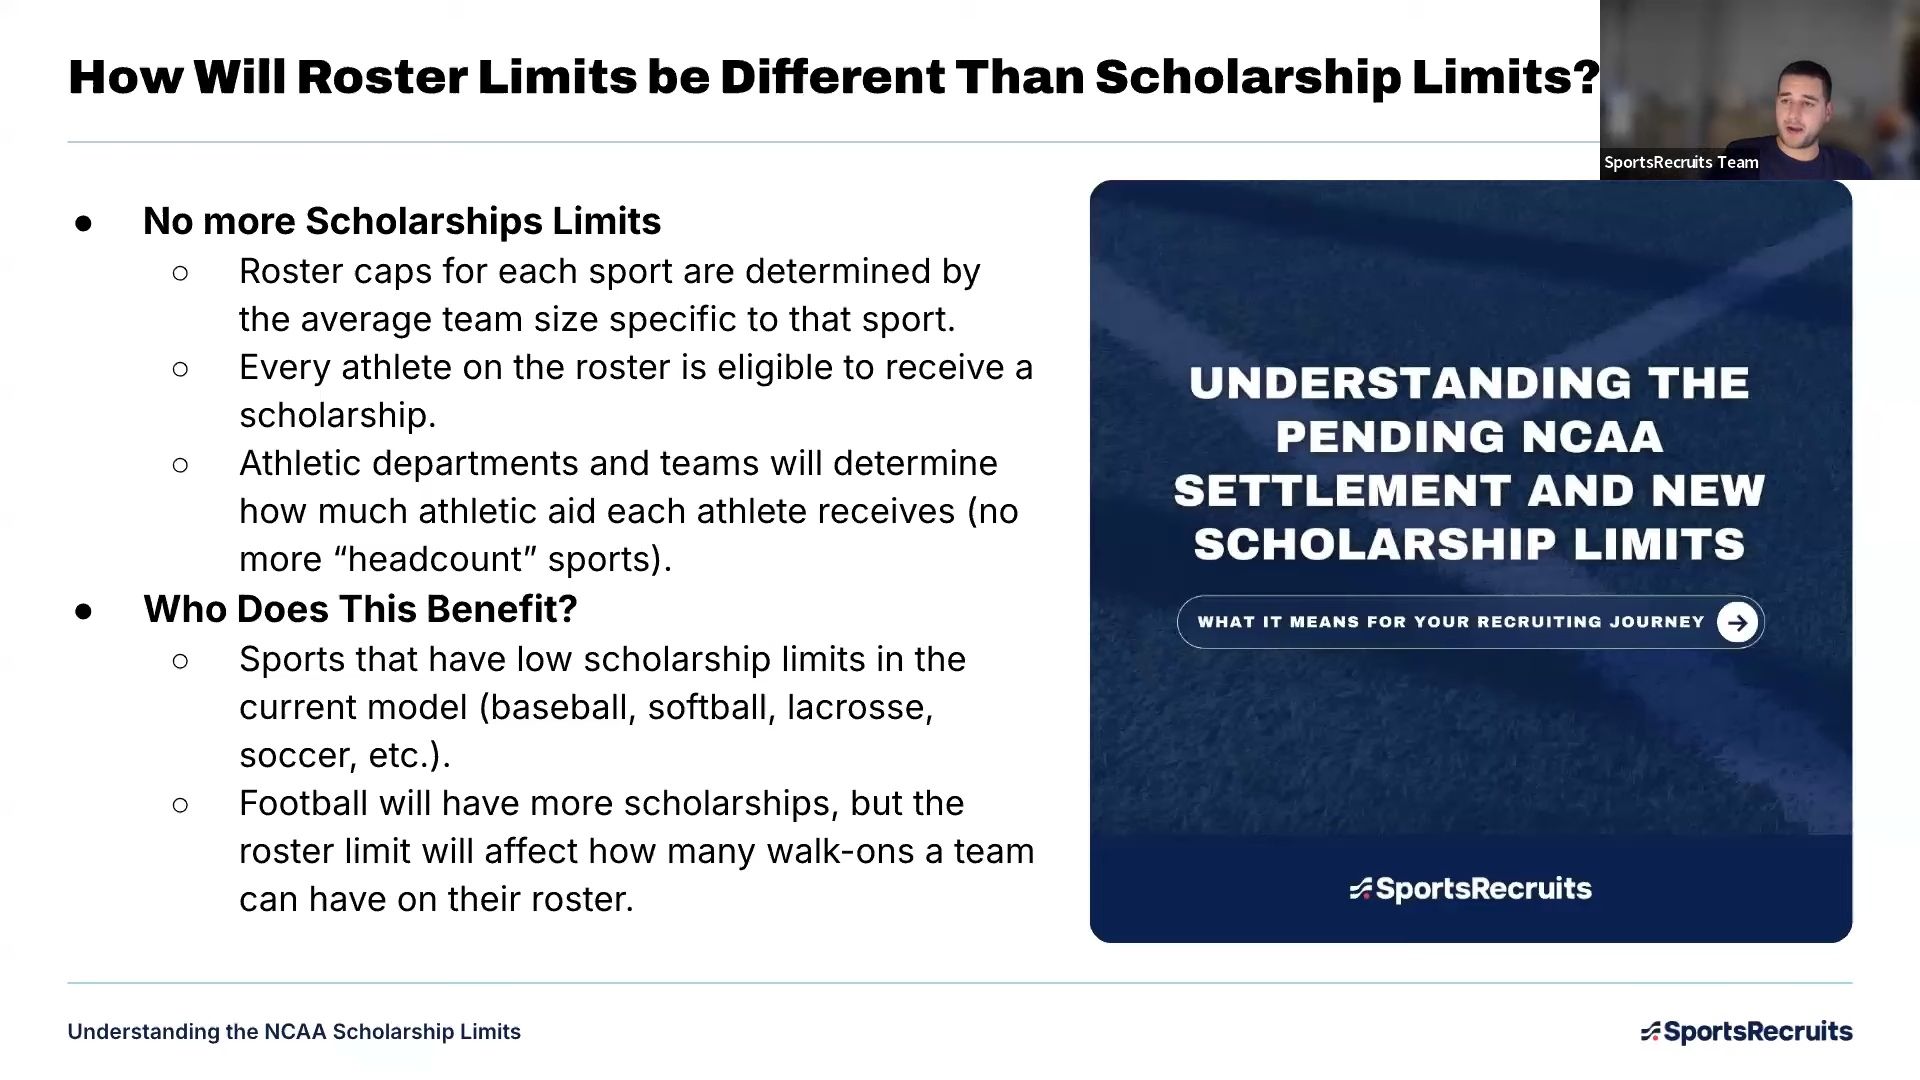 How Will Roster Limits be Different Than Scholarship Limits?
SportsRecruits Team
● No more Scholarships Limits
○ Roster caps for each sport are determined by
the average team size specific to that sport.
○ Every athlete on the roster is eligible to receive a
scholarship.
○ Athletic departments and teams will determine
how much athletic aid each athlete receives (no
more “headcount” sports).
● Who Does This Benefit?
○ Sports that have low scholarship limits in the
current model (baseball, softball, lacrosse,
soccer, etc.).
○ Football will have more scholarships, but the
roster limit will affect how many walk-ons a team
can have on their roster.
UNDERSTANDING THE
PENDING NCAA
SETTLEMENT AND NEW
SCHOLARSHIP LIMITS
WHAT IT MEANS FOR YOUR RECRUITING JOURNEY
SportsRecruits
Understanding the NCAA Scholarship Limits
SportsRecruits